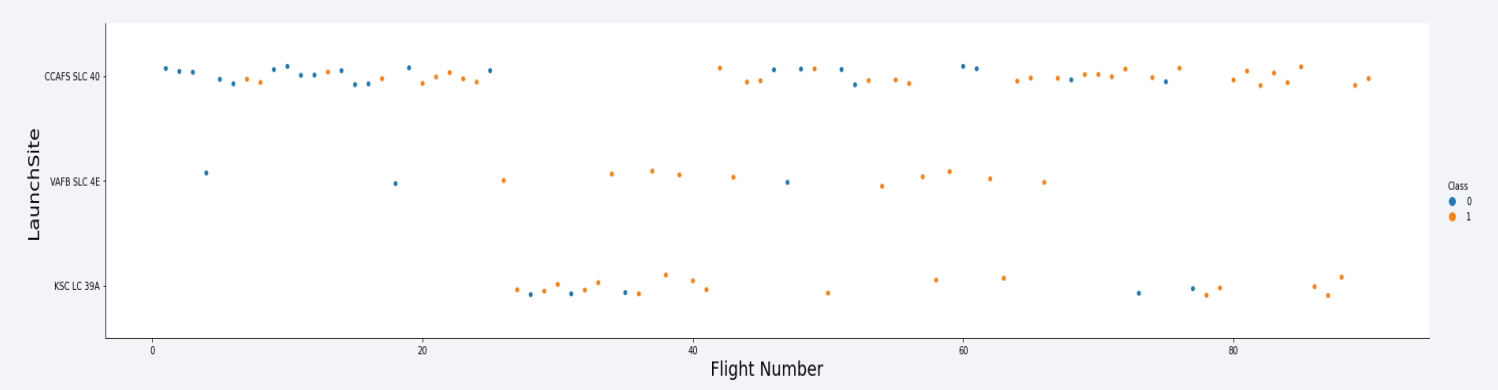 CCAFS SLC 40
VAFB SLC 4E
KSC LC 39A
LaunchSite
0
20
40
60
80
Flight Number
Class
0
1